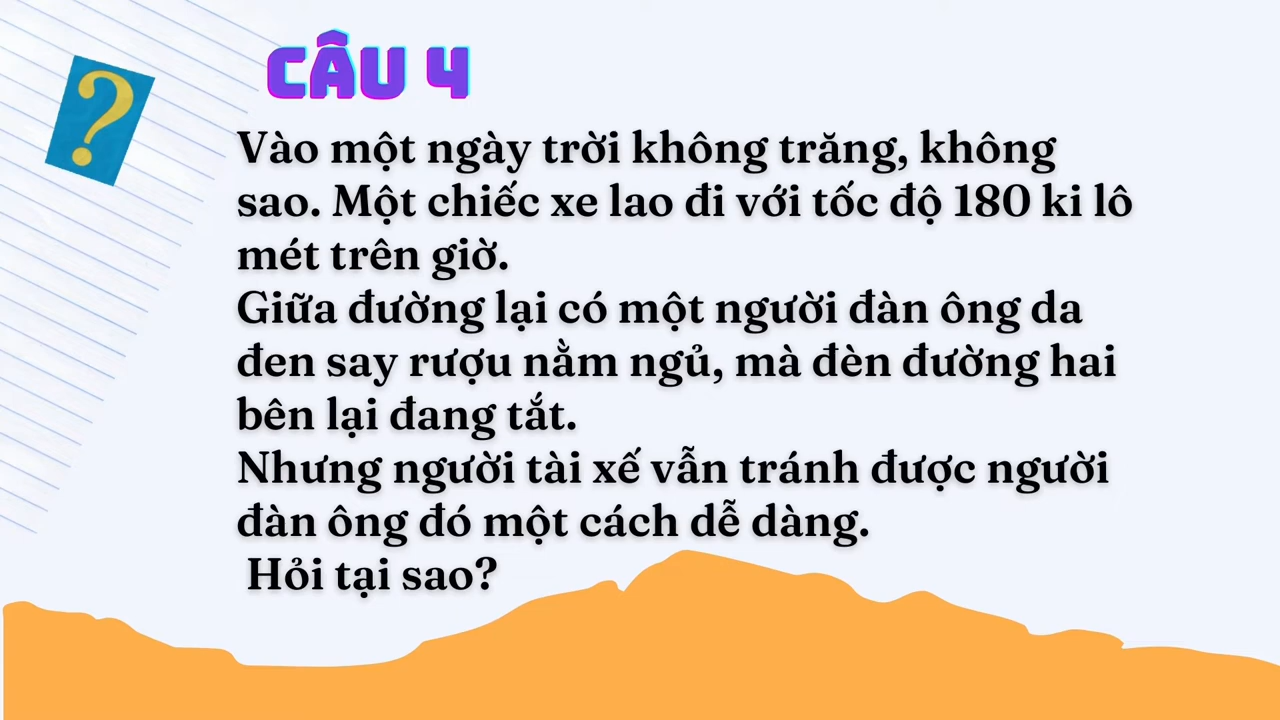 ?
CÂU 4
Vào một ngày trời không trăng, không
sao. Một chiếc xe lao đi với tốc độ 180 ki lô
mét trên giờ.
Giữa đường lại có một người đàn ông da
đen say rượu nằm ngủ, mà đèn đường hai
bên lại đang tắt.
Nhưng người tài xế vẫn tránh được người
đàn ông đó một cách dễ dàng.
Hỏi tại sao?